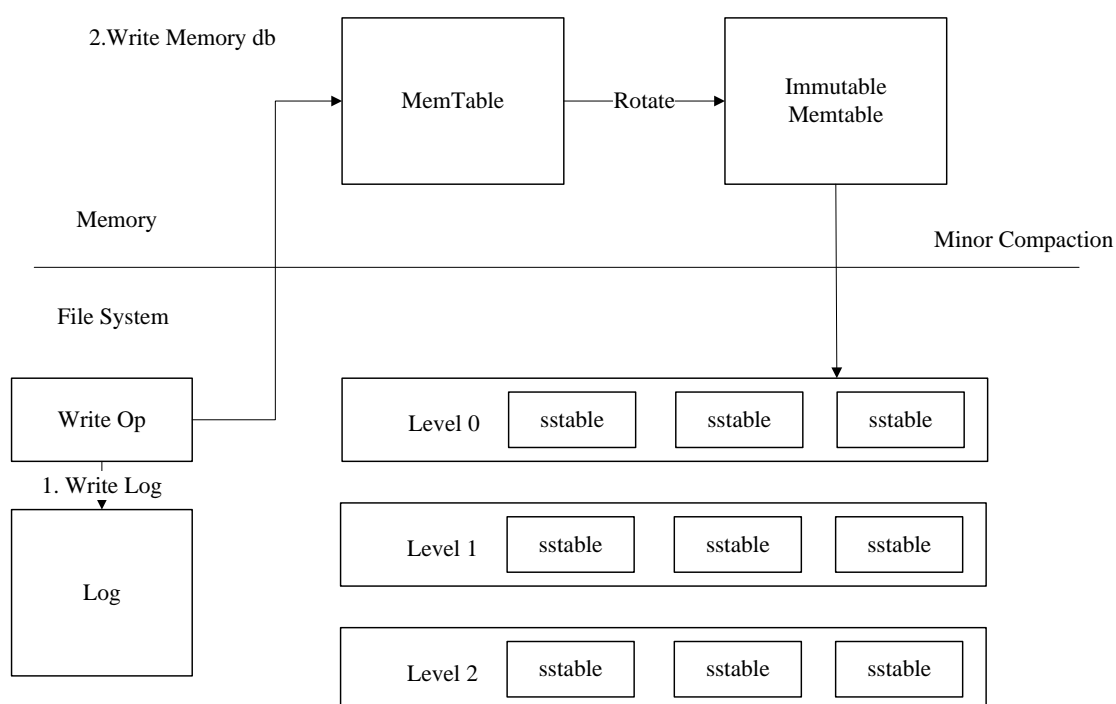 2.Write Memory db
MemTable
Rotate
Immutable
Memtable
Memory
Minor Compaction
File System
Write Op
Level 0
sstable
sstable
sstable
1. Write Log
Log
Level 1
sstable
sstable
sstable
Level 2
sstable
sstable
sstable